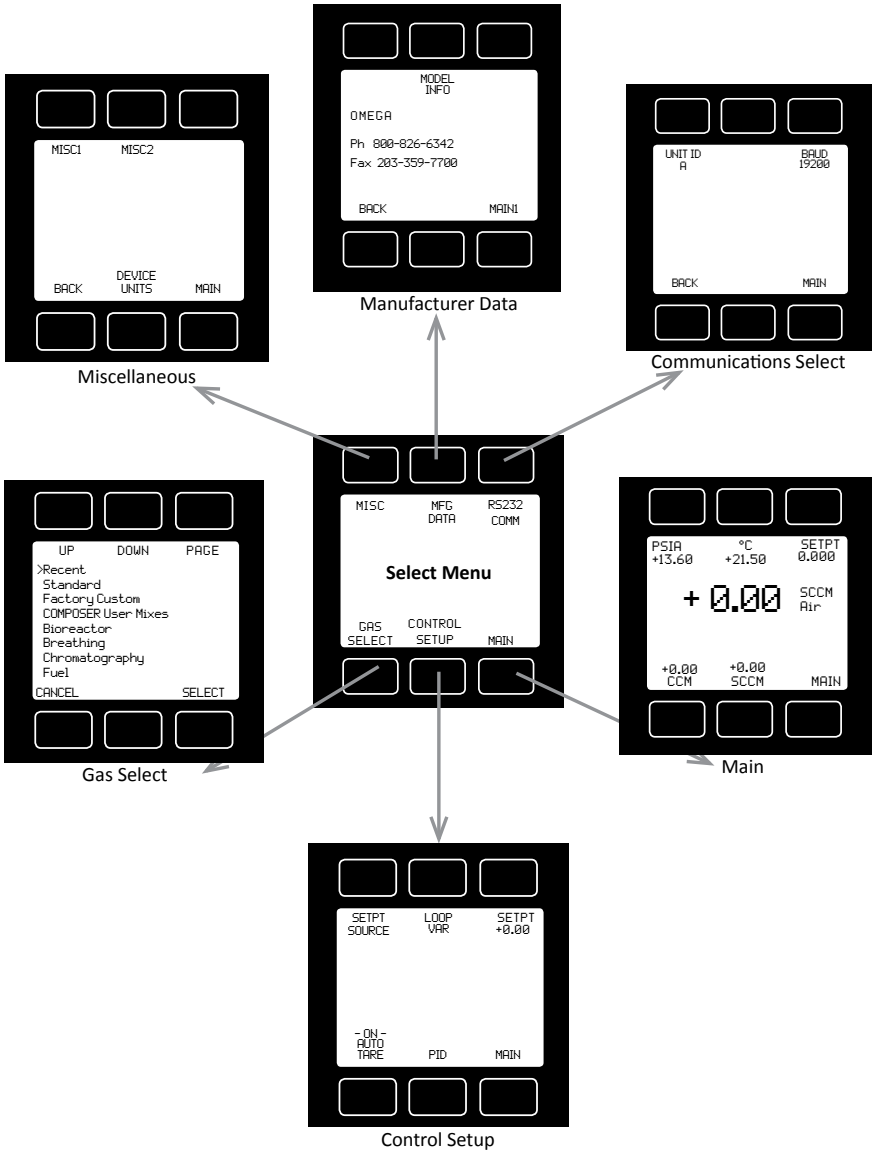 MODEL
INFO
OMEGA
Ph 800-826-6342
Fax 203-359-7700
BACK MAIN1
Manufacturer Data
MISC1 MISC2
DEVICE
BACK UNITS MAIN
Miscellaneous
UNIT ID BAUD
A 19200
BACK MAIN
Communications Select
MISC MFG RS232
DATA COMM
Select Menu
GAS CONTROL
SELECT SETUP MAIN
UP DOWN PAGE
>Recent
Standard
Factory Custom
COMPOSER User Mixes
Bioreactor
Breathing
Chromatography
Fuel
CANCEL SELECT
Gas Select
PSIA °C SETPT
+13.60 +21.50 0.000
+ 0.00 SCCM
Air
+0.00 +0.00
CCM SCCM MAIN
Main
SETPT LOOP SETPT
SOURCE VAR +0.00
- ON -
AUTO
TARE PID MAIN
Control Setup